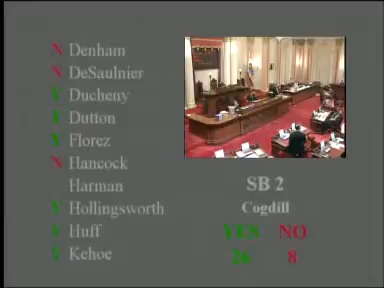 N Denham
N DeSaulnier
Y Ducheny
Y Dutton
Y Florez
N Hancock
Harman
Y Hollingsworth
Y Huff
Y Kehoe
SB 2
Cogdill
YES NO
26 8